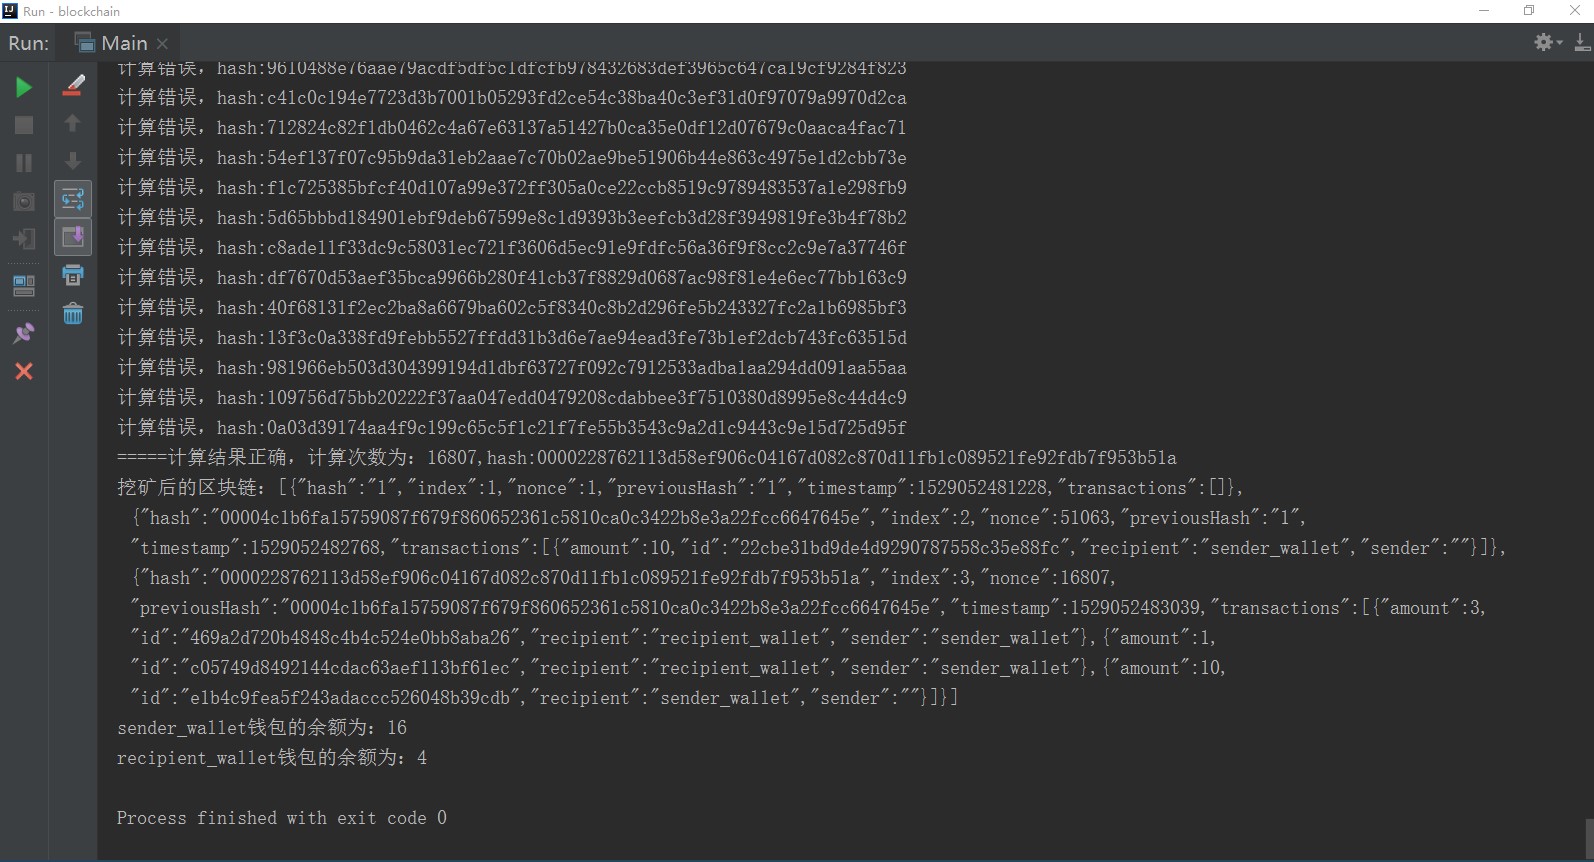 Run - blockchain
Run: Main
计算错误，hash:9610488e76aae79acdf5df5c1dfcfb978432683def3965c647ca19cf9284f823
计算错误，hash:c41c0c194e7723d3b7001b05293fd2ce54c38ba40c3ef31d0f97079a9970d2ca
计算错误，hash:712824c82f1db0462c4a67e63137a51427b0ca35e0df12d07679c0aaca4fac71
计算错误，hash:54ef137f07c95b9da31eb2aae7c70b02ae9be51906b44e863c4975e1d2cbb73e
计算错误，hash:f1c725385bfcf40d107a99e372ff305a0ce22ccb8519c9789483537a1e298fb9
计算错误，hash:5d65bbbd184901ebf9deb67599e8c1d9393b3eefcb3d28f3949819fe3b4f78b2
计算错误，hash:c8ade11f33dc9c58031ec721f3606d5ec91e9fdfc56a36f9f8cc2c9e7a37746f
计算错误，hash:df7670d53aef35bca9966b280f41cb37f8829d0687ac98f81e4e6ec77bb163c9
计算错误，hash:40f68131f2ec2ba8a6679ba602c5f8340c8b2d296fe5b243327fc2a1b6985bf3
计算错误，hash:13f3c0a338fd9febb5527ffdd31b3d6e7ae94ead3fe73b1ef2dcb743fc63515d
计算错误，hash:981966eb503d304399194d1dbf63727f092c7912533adba1aa294dd091aa55aa
计算错误，hash:109756d75bb20222f37aa047edd0479208cdabbee3f7510380d8995e8c44d4c9
计算错误，hash:0a03d39174aa4f9c199c65c5f1c21f7fe55b3543c9a2d1c9443c9e15d725d95f
=====计算结果正确，计算次数为：16807,hash:0000228762113d58ef906c04167d082c870d11fb1c089521fe92fdb7f953b51a
挖矿后的区块链：[{"hash":"1","index":1,"nonce":1,"previousHash":"1","timestamp":1529052481228,"transactions":[]},
{"hash":"00004c1b6fa15759087f679f860652361c5810ca0c3422b8e3a22fcc6647645e","index":2,"nonce":51063,"previousHash":"1",
"timestamp":1529052482768,"transactions":[{"amount":10,"id":"22cbe31bd9de4d9290787558c35e88fc","recipient":"sender_wallet","sender":""}]},
{"hash":"0000228762113d58ef906c04167d082c870d11fb1c089521fe92fdb7f953b51a","index":3,"nonce":16807,
"previousHash":"00004c1b6fa15759087f679f860652361c5810ca0c3422b8e3a22fcc6647645e","timestamp":1529052483039,"transactions":[{"amount":3,
"id":"469a2d720b4848c4b4c524e0bb8aba26","recipient":"recipient_wallet","sender":"sender_wallet"},{"amount":1,
"id":"c05749d8492144cdac63aef113bf61ec","recipient":"recipient_wallet","sender":"sender_wallet"},{"amount":10,
"id":"e1b4c9fea5f243adaccc526048b39cdb","recipient":"sender_wallet","sender":""}]}]
sender_wallet钱包的余额为：16
recipient_wallet钱包的余额为：4
Process finished with exit code 0